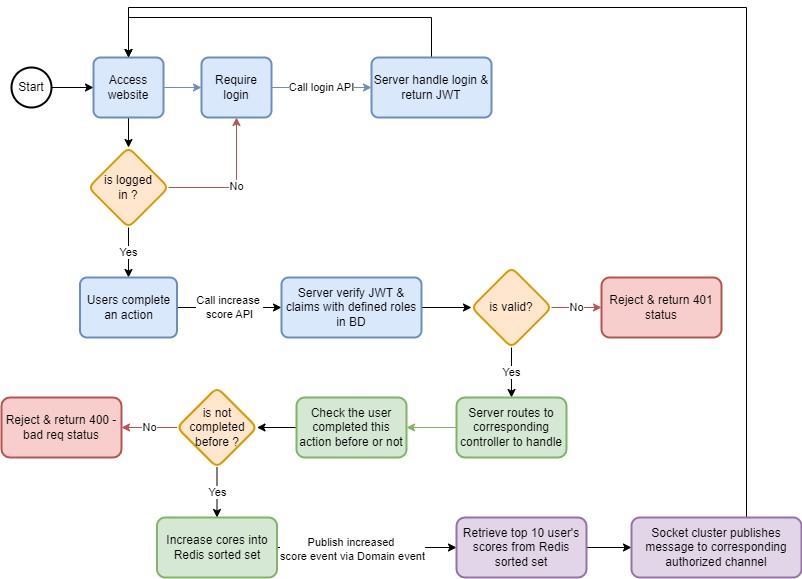 Start
Access
website
Require
login
Call login API
Server handle login &
return JWT
is logged
in ?
No
Yes
Users complete
an action
Call increase
score API
Server verify JWT &
claims with defined roles
in BD
is valid?
No
Reject & return 401
status
Yes
Server routes to
corresponding
controller to handle
Check the user
completed this
action before or not
is not
completed
before ?
No
Reject & return 400 -
bad req status
Yes
Increase cores into
Redis sorted set
Publish increased
score event via Domain event
Retrieve top 10 user's
scores from Redis
sorted set
Socket cluster publishes
message to corresponding
authorized channel